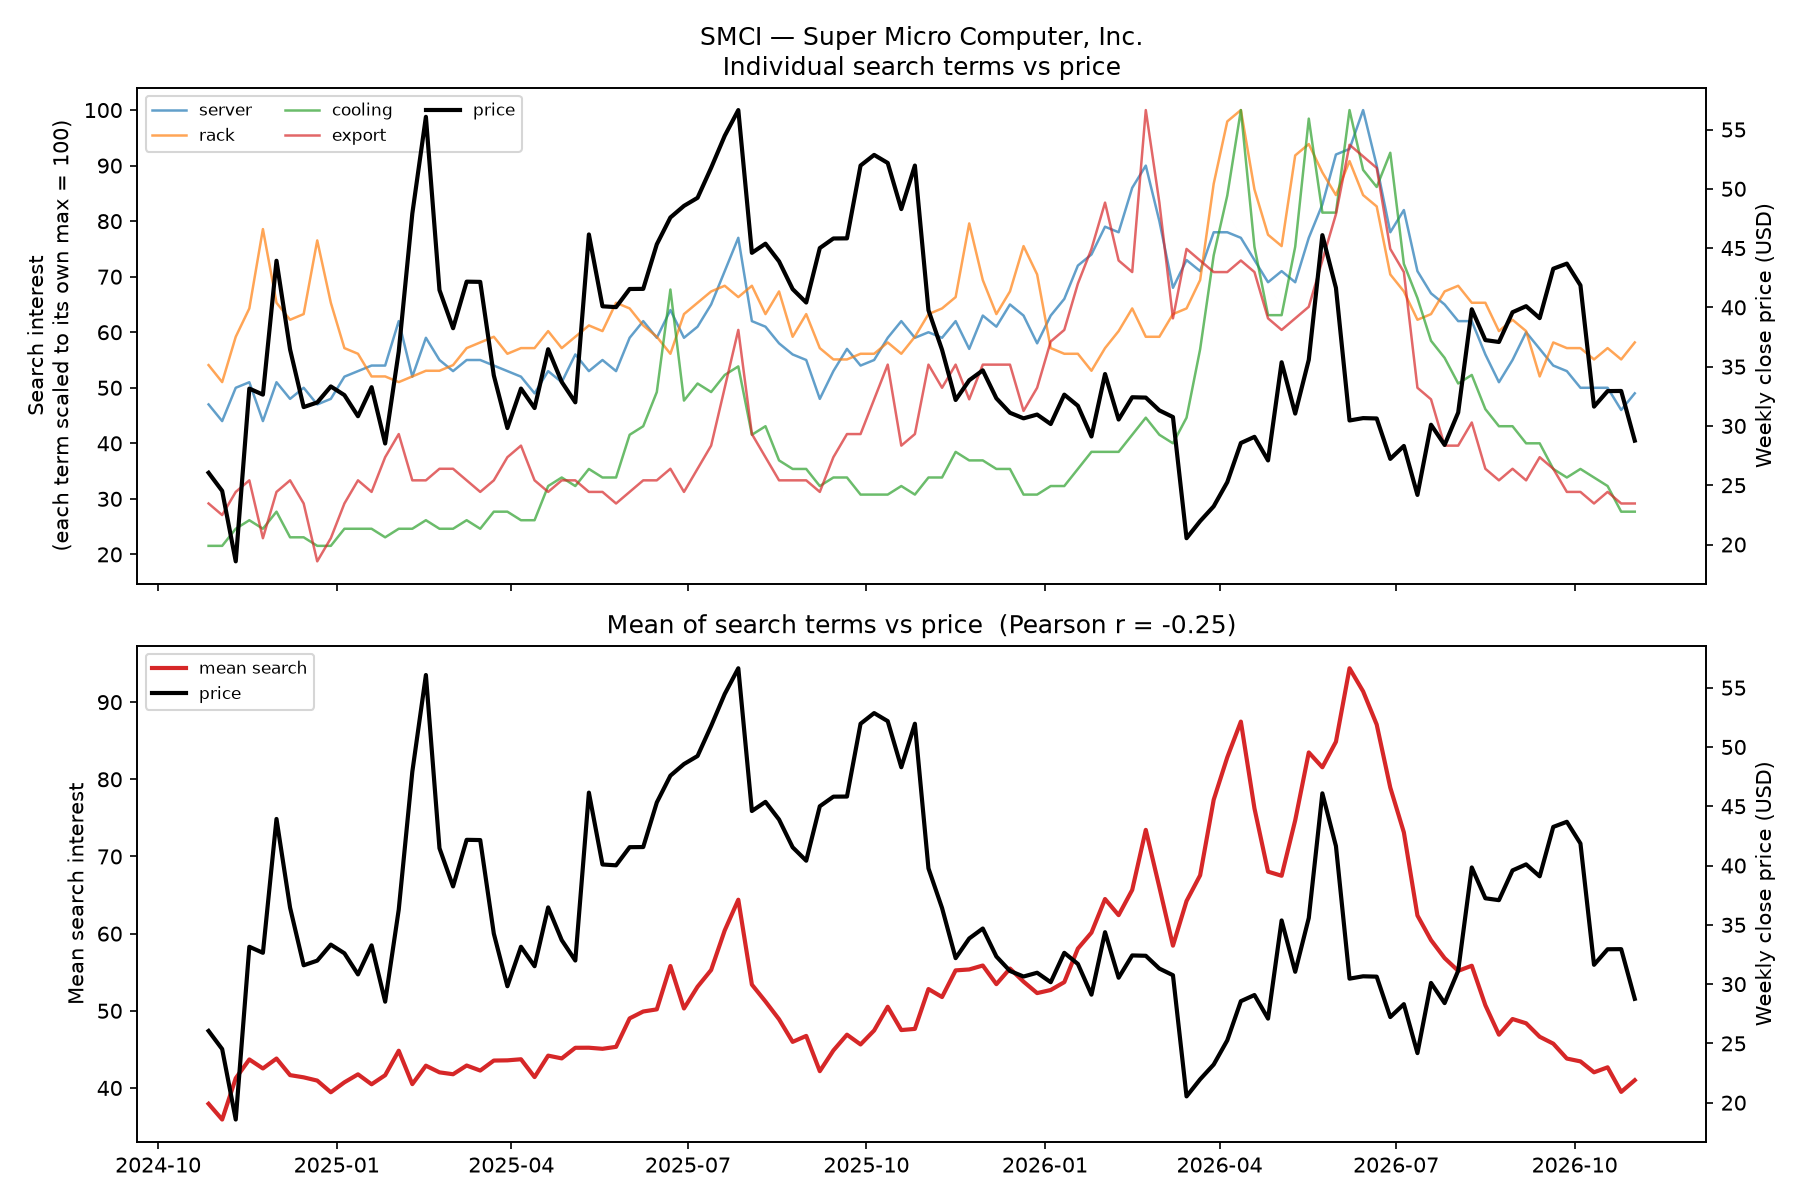 SMCI — Super Micro Computer, Inc.
Individual search terms vs price
server
rack
cooling
export
price
Search interest
(each term scaled to its own max = 100)
100
90
80
70
60
50
40
30
20
55
50
45
40
35
30
25
20
Weekly close price (USD)
Mean of search terms vs price  (Pearson r = -0.25)
mean search
price
Mean search interest
90
80
70
60
50
40
55
50
45
40
35
30
25
20
Weekly close price (USD)
2024-10
2025-01
2025-04
2025-07
2025-10
2026-01
2026-04
2026-07
2026-10